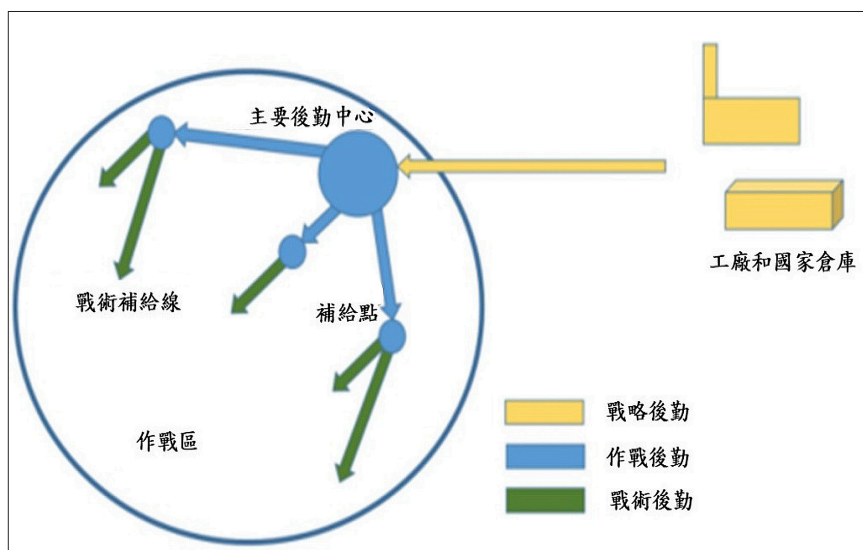 主要後勤中心
工廠和國家倉庫
戰術補給線
補給點
作戰區
戰略後勤
作戰後勤
戰術後勤